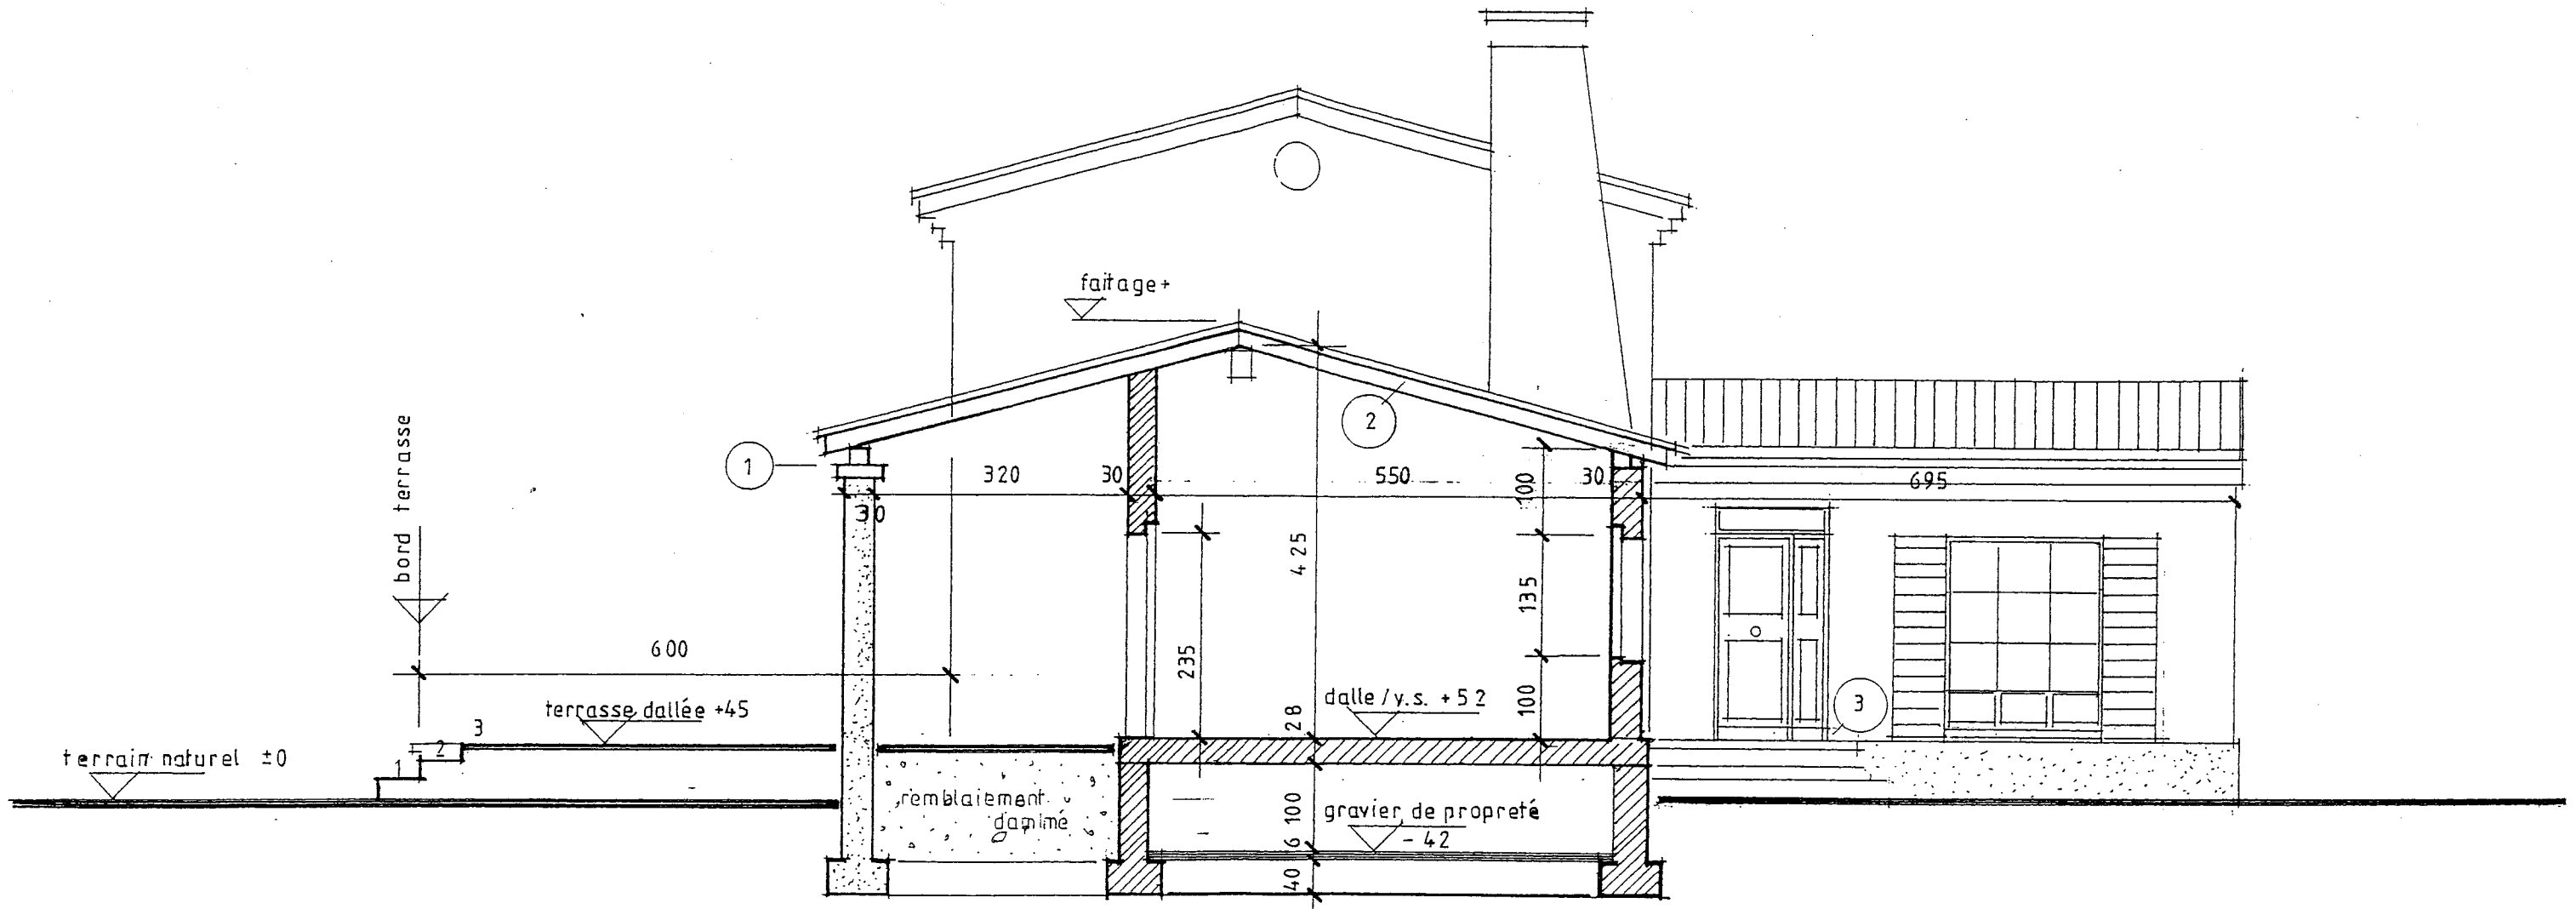 faitage+
2
1
bord terrasse
320
30
550
30
695
30
100
425
135
235
600
100
28
dalle / v.s. +52
terrasse dallée +45
3
3
2
1
terrain naturel ±0
remblaiement
damimé
100
gravier de propreté
6
- 42
40